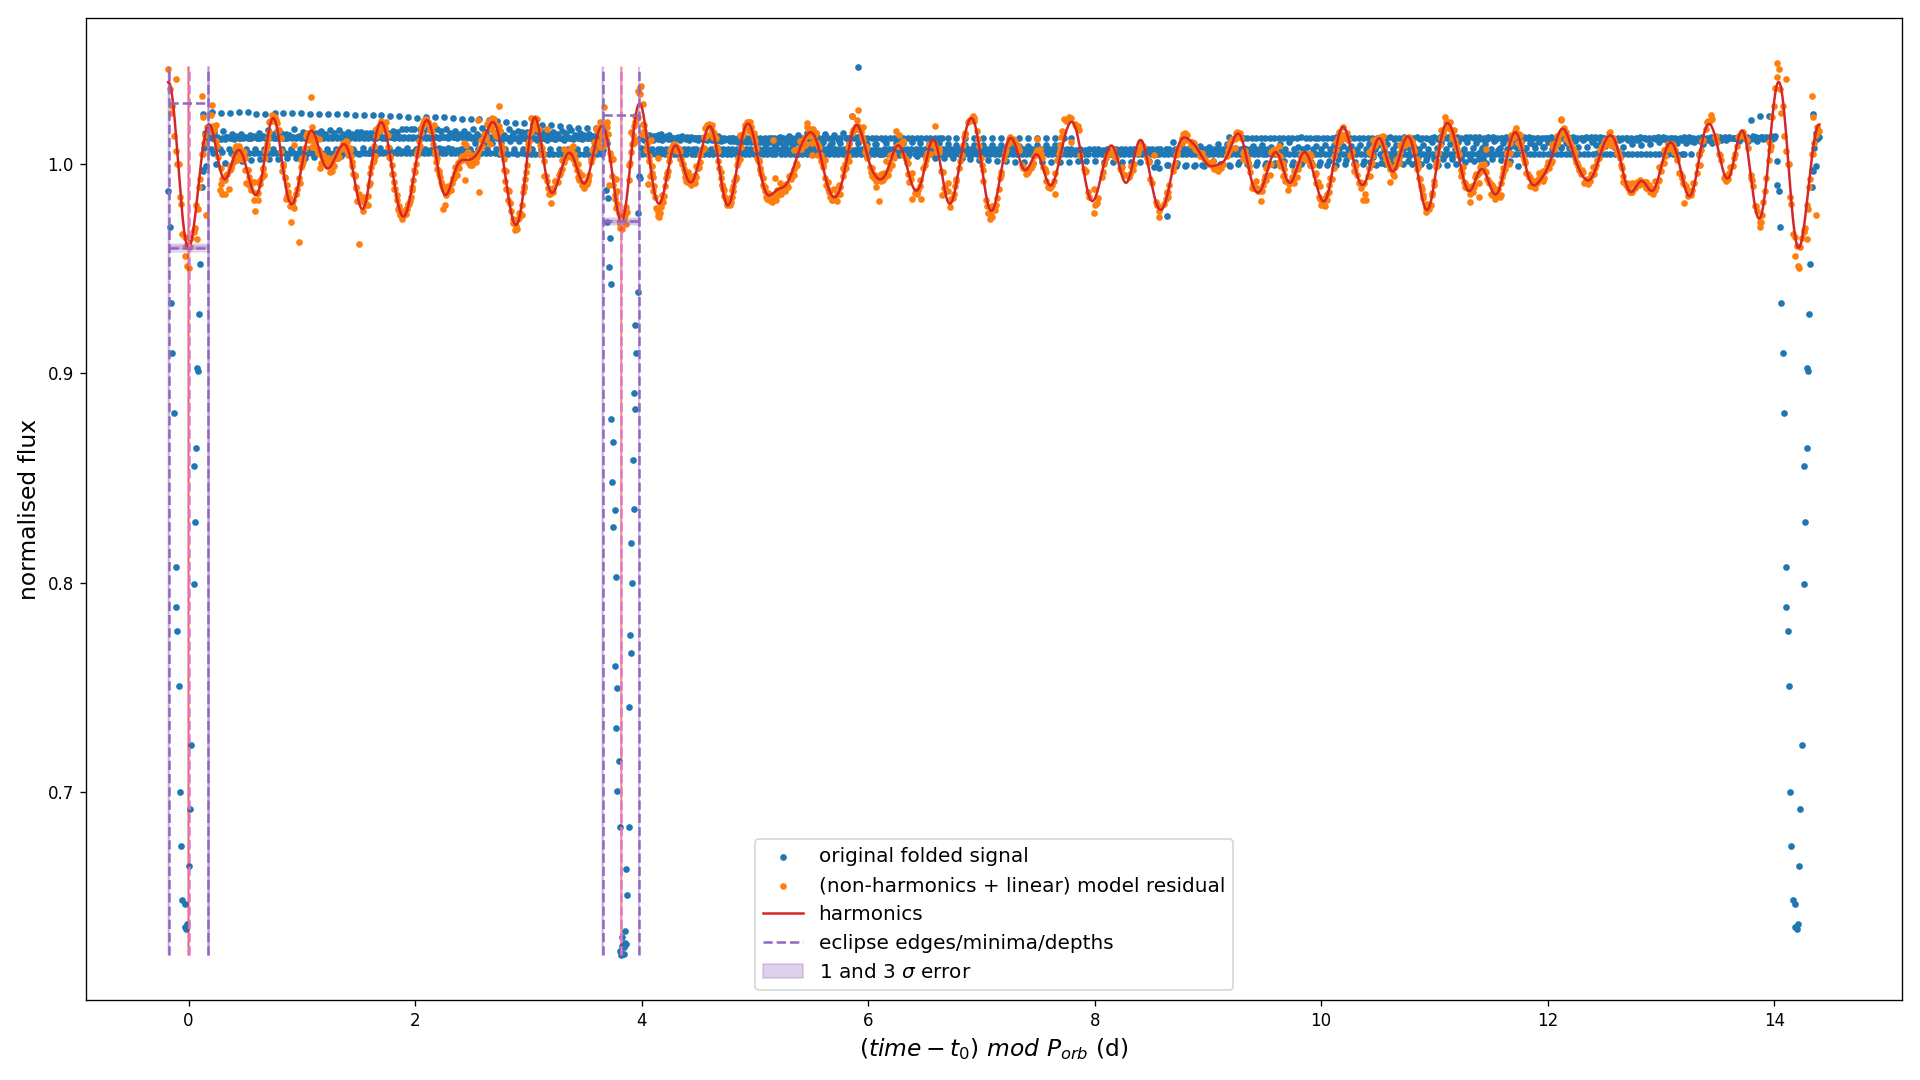 normalised flux
1.0
0.9
0.8
0.7
original folded signal
(non-harmonics + linear) model residual
harmonics
eclipse edges/minima/depths
1 and 3 σ error
0 2 4 6 8 10 12 14
(time − t₀) mod P_orb (d)